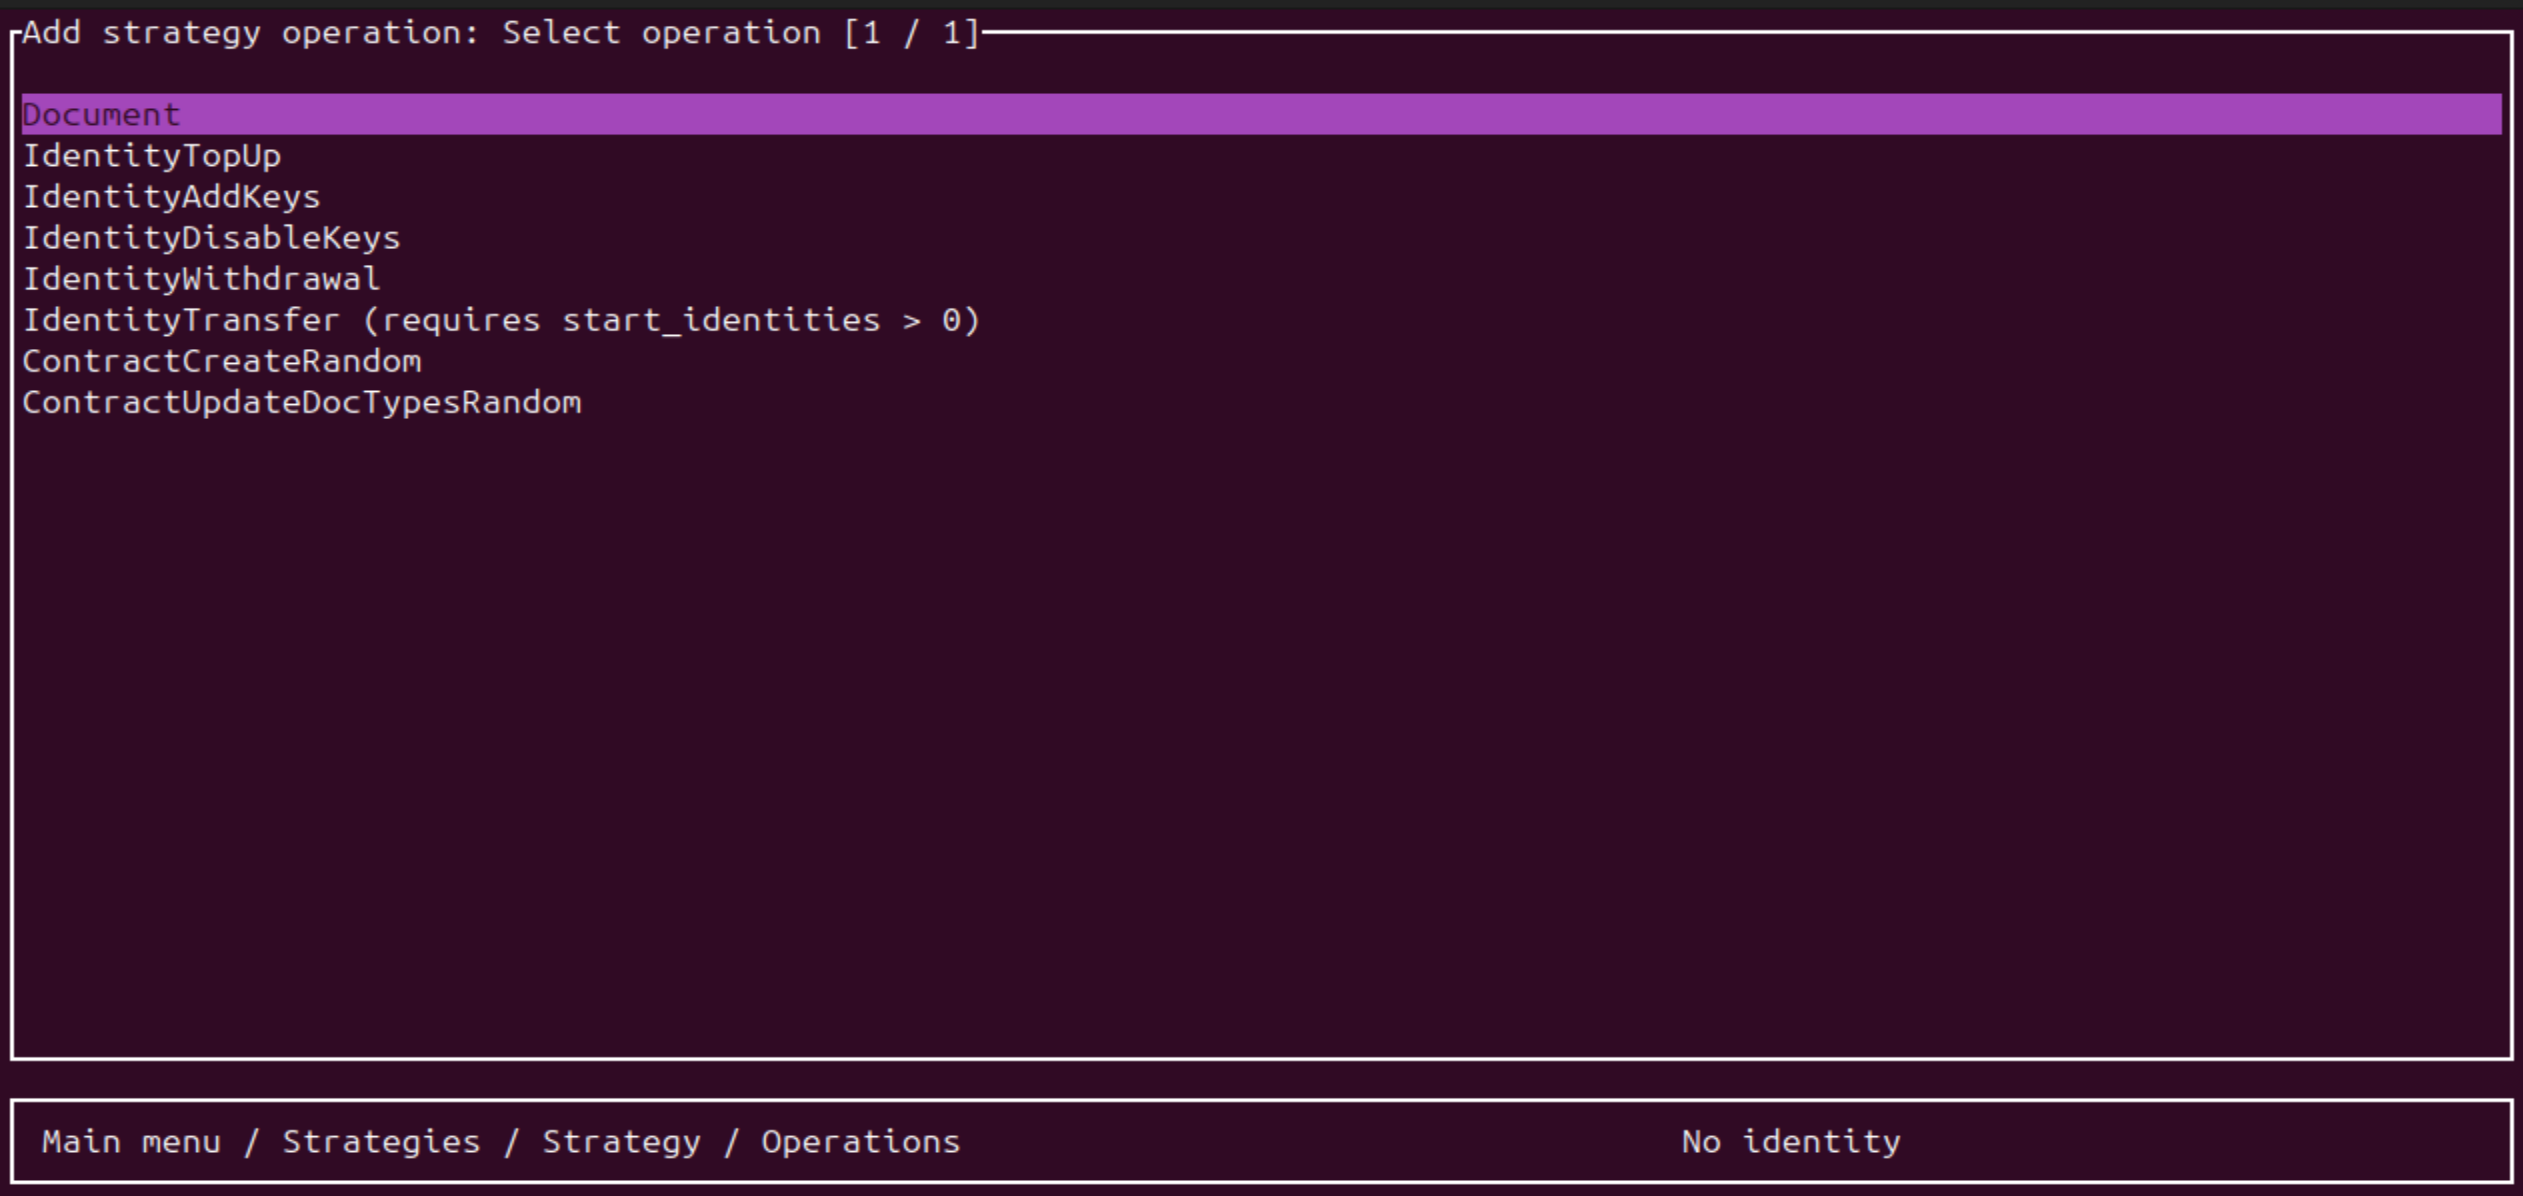 Add strategy operation: Select operation [1 / 1]
Document
IdentityTopUp
IdentityAddKeys
IdentityDisableKeys
IdentityWithdrawal
IdentityTransfer (requires start_identities > 0)
ContractCreateRandom
ContractUpdateDocTypesRandom
Main menu / Strategies / Strategy / Operations
No identity